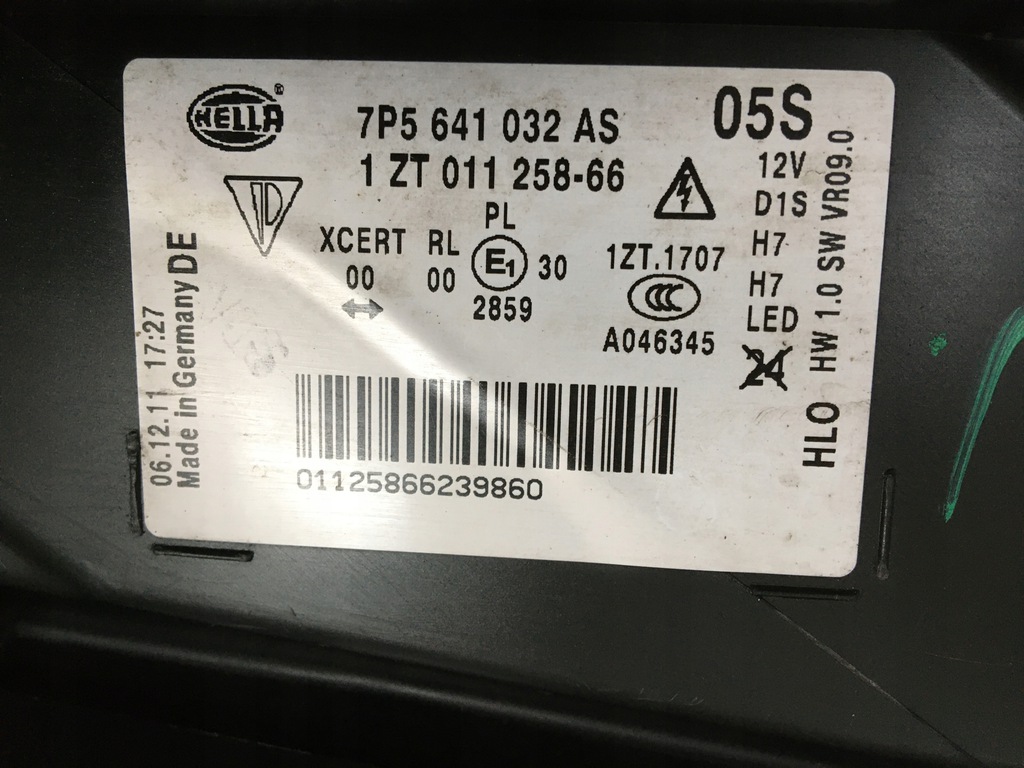 HELLA ®
7P5 641 032 AS
05S
1 ZT 011 258-66
12V
D1S
H7
H7
LED
24
PL
XCERT RL E1 30
00 00
2859
1ZT.1707
CCC
A046345
HLO HW 1.0 SW VR09.0
06.12.11 17:27
Made in Germany DE
01125866239860